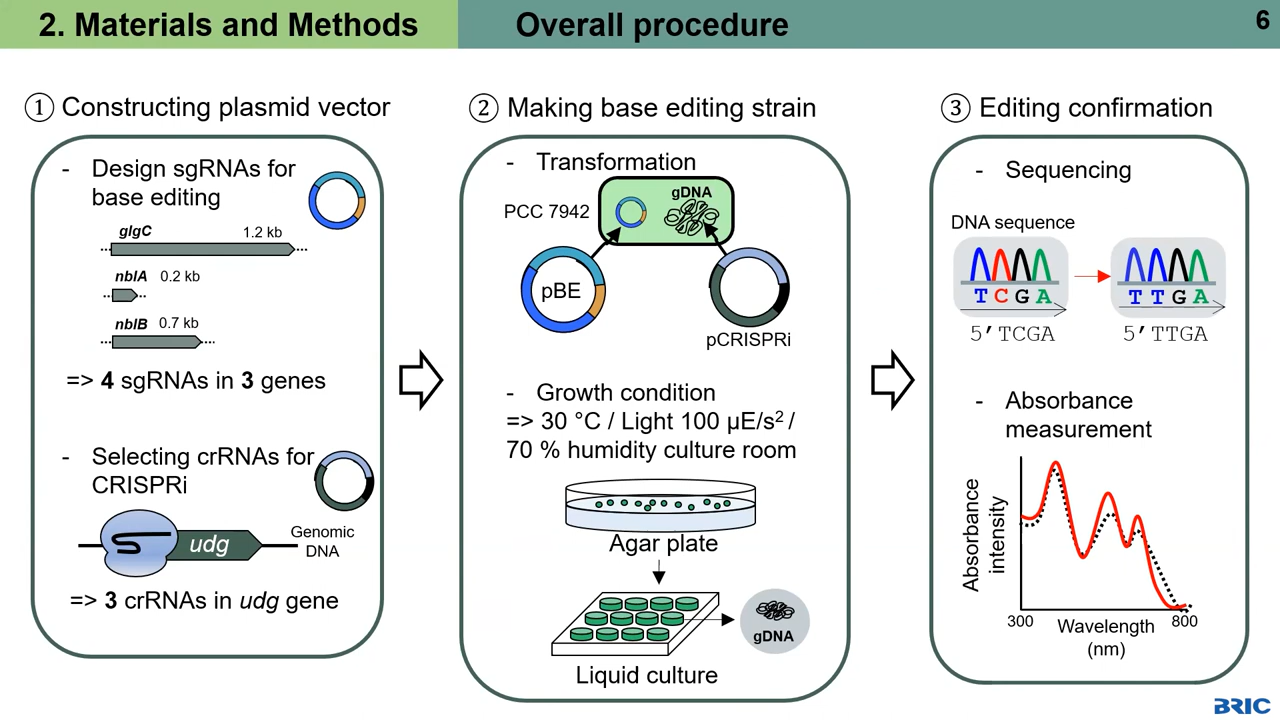 2. Materials and Methods
Overall procedure
6
① Constructing plasmid vector
- Design sgRNAs for
base editing
glgC 1.2 kb
nblA 0.2 kb
nblB 0.7 kb
=> 4 sgRNAs in 3 genes
- Selecting crRNAs for
CRISPRi
udg
Genomic
DNA
=> 3 crRNAs in udg gene
② Making base editing strain
- Transformation
PCC 7942
gDNA
pBE
pCRISPRi
- Growth condition
=> 30 °C / Light 100 µE/s² /
70 % humidity culture room
Agar plate
gDNA
Liquid culture
③ Editing confirmation
- Sequencing
DNA sequence
TCGA
TTGA
5'TCGA
5'TTGA
- Absorbance
measurement
Absorbance
intensity
300
800
Wavelength
(nm)
BRIC